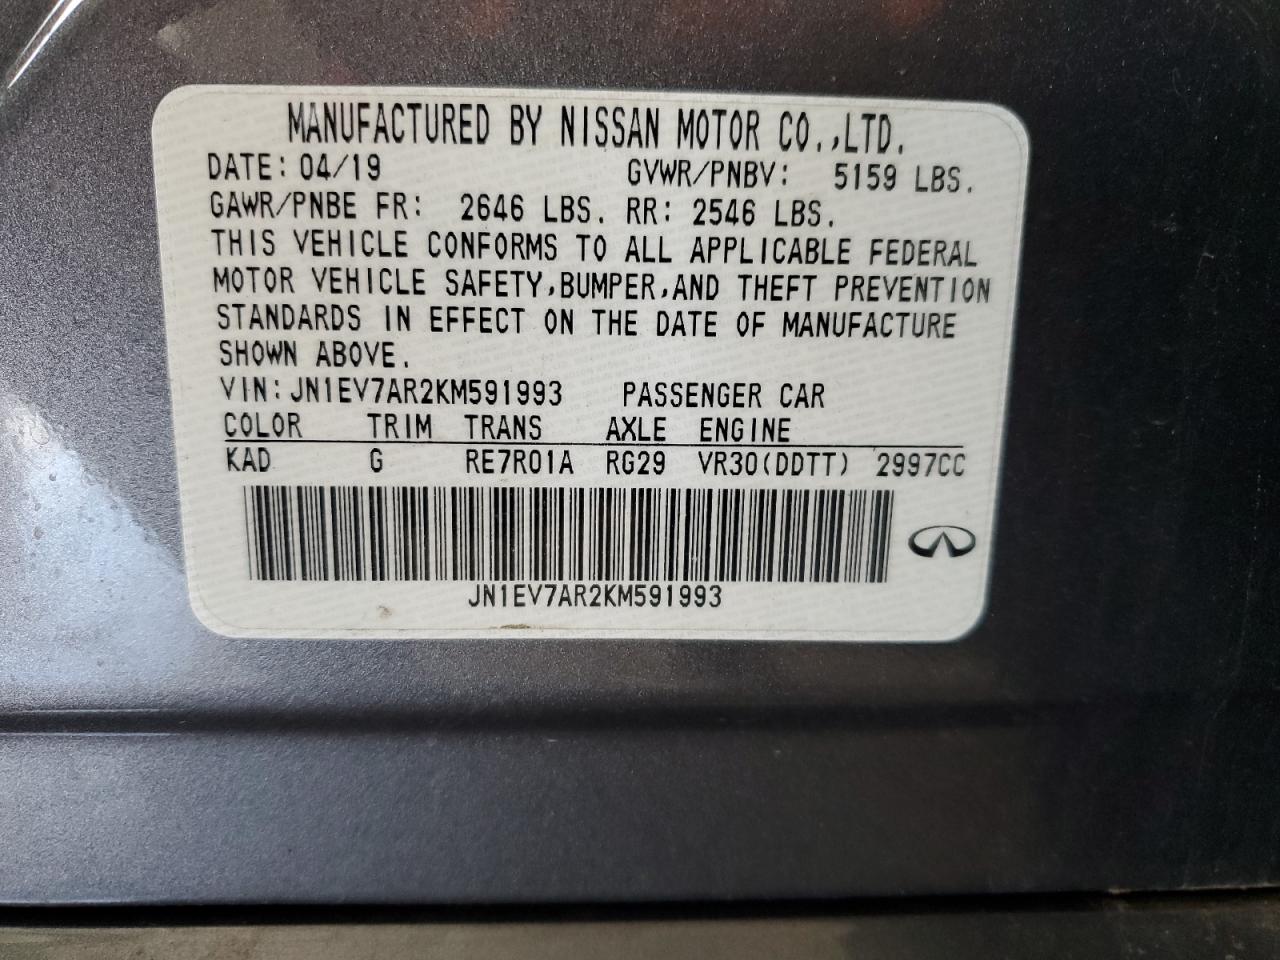 MANUFACTURED BY NISSAN MOTOR CO.,LTD.
DATE: 04/19 GVWR/PNBV: 5159 LBS.
GAWR/PNBE FR: 2646 LBS. RR: 2546 LBS.
THIS VEHICLE CONFORMS TO ALL APPLICABLE FEDERAL
MOTOR VEHICLE SAFETY,BUMPER,AND THEFT PREVENTION
STANDARDS IN EFFECT ON THE DATE OF MANUFACTURE
SHOWN ABOVE.
VIN:JN1EV7AR2KM591993 PASSENGER CAR
COLOR TRIM TRANS AXLE ENGINE
KAD G RE7R01A RG29 VR30(DDTT) 2997CC
JN1EV7AR2KM591993